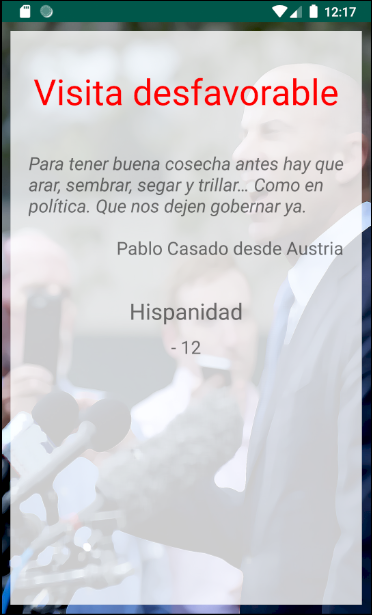 12:17
Visita desfavorable
Para tener buena cosecha antes hay que
arar, sembrar, segar y trillar… Como en
política. Que nos dejen gobernar ya.
Pablo Casado desde Austria
Hispanidad
- 12